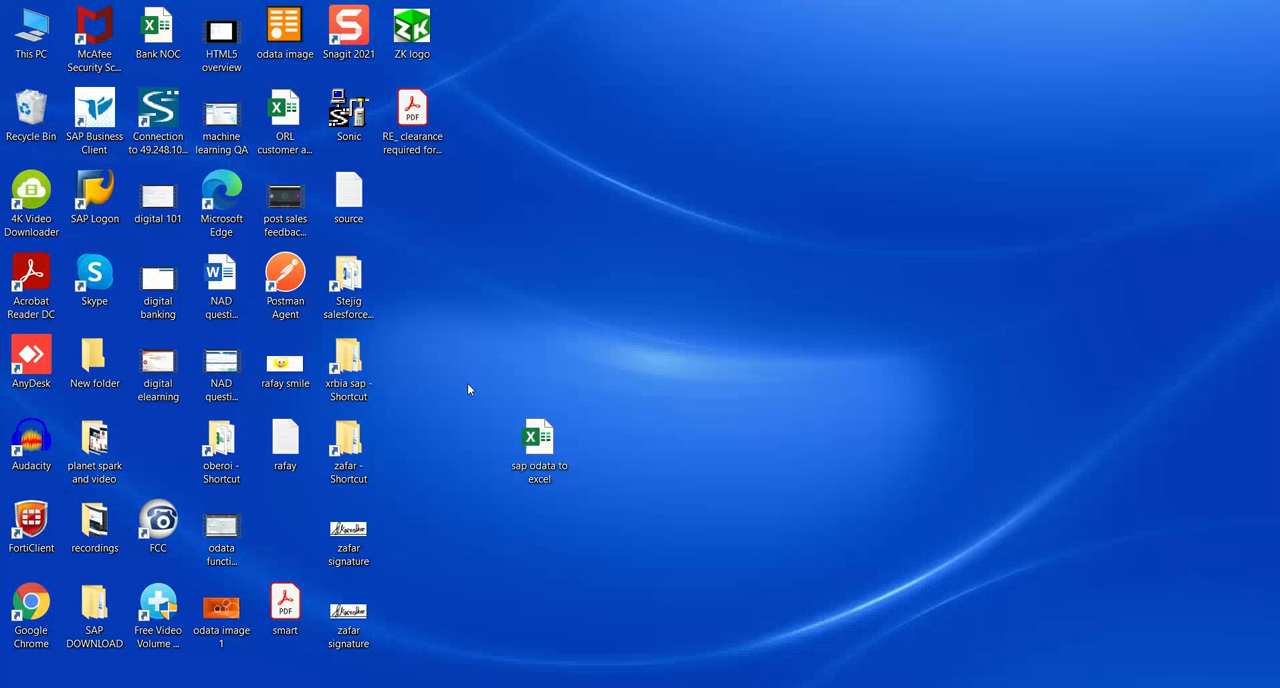 This PC
McAfee
Security Sc...
Bank NOC
HTML5
overview
odata image
Snagit 2021
ZK logo
Recycle Bin
SAP Business
Client
Connection
to 49.248.10...
machine
learning QA
ORL
customer a...
Sonic
RE_ clearance
required for...
4K Video
Downloader
SAP Logon
digital 101
Microsoft
Edge
post sales
feedbac...
source
Acrobat
Reader DC
Skype
digital
banking
NAD
questi...
Postman
Agent
Stejig
salesforce...
AnyDesk
New folder
digital
elearning
NAD
questi...
rafay smile
xrbia sap -
Shortcut
Audacity
planet spark
and video
oberoi -
Shortcut
rafay
zafar -
Shortcut
sap odata to
excel
FortiClient
recordings
FCC
odata
functi...
zafar
signature
Google
Chrome
SAP
DOWNLOAD
Free Video
Volume ...
odata image
1
smart
zafar
signature
ZK
PDF
PDF